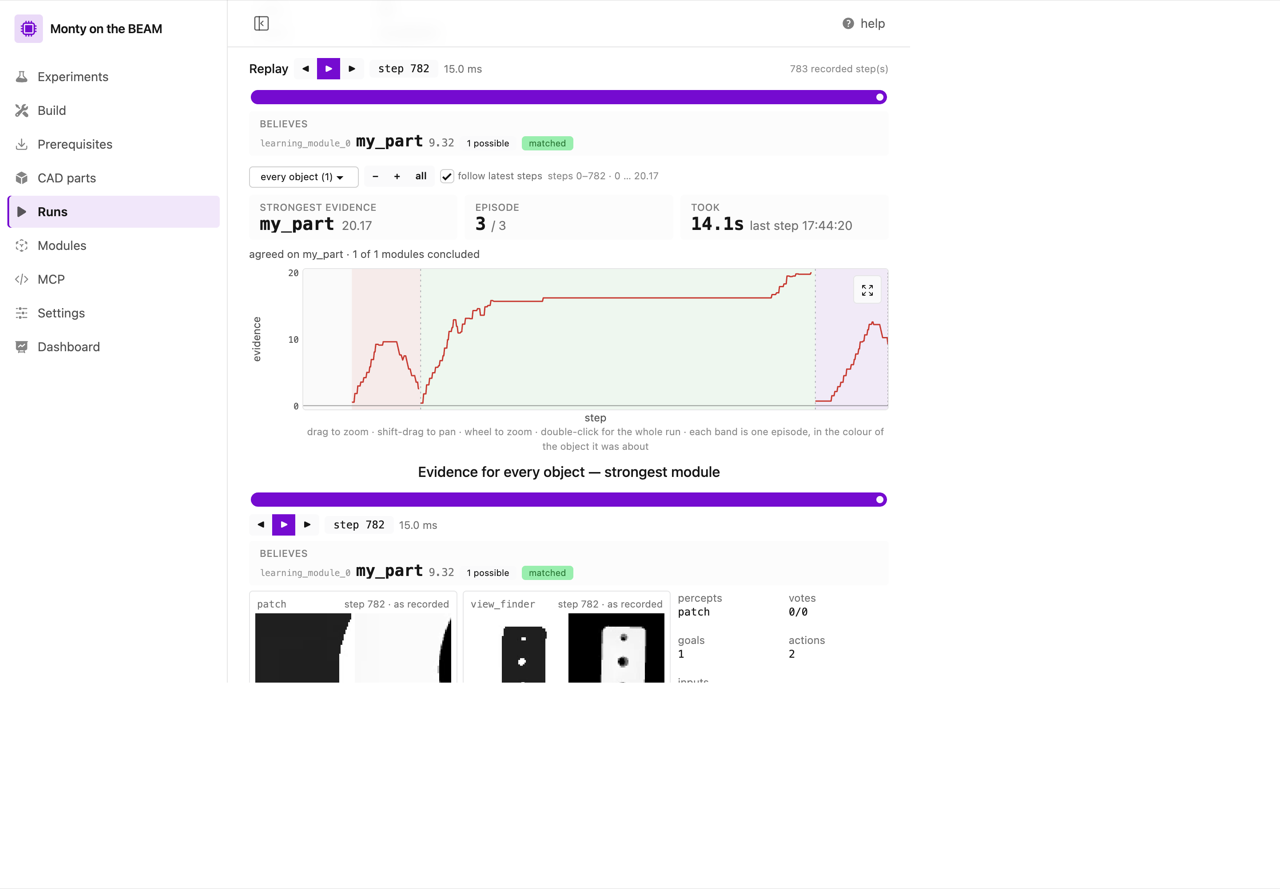 Monty on the BEAM
help
Experiments
Build
Prerequisites
CAD parts
Runs
Modules
MCP
Settings
Dashboard
Replay step 782 15.0 ms 783 recorded step(s)
BELIEVES
learning_module_0 my_part 9.32 1 possible matched
every object (1) − + all follow latest steps steps 0–782 · 0 … 20.17
STRONGEST EVIDENCE
my_part 20.17
EPISODE
3 / 3
TOOK
14.1s last step 17:44:20
agreed on my_part · 1 of 1 modules concluded
20
10
0
evidence
step
drag to zoom · shift-drag to pan · wheel to zoom · double-click for the whole run · each band is one episode, in the colour of
the object it was about
Evidence for every object — strongest module
step 782 15.0 ms
BELIEVES
learning_module_0 my_part 9.32 1 possible matched
patch step 782 · as recorded
view_finder step 782 · as recorded
percepts
patch
votes
0/0
goals
1
actions
2